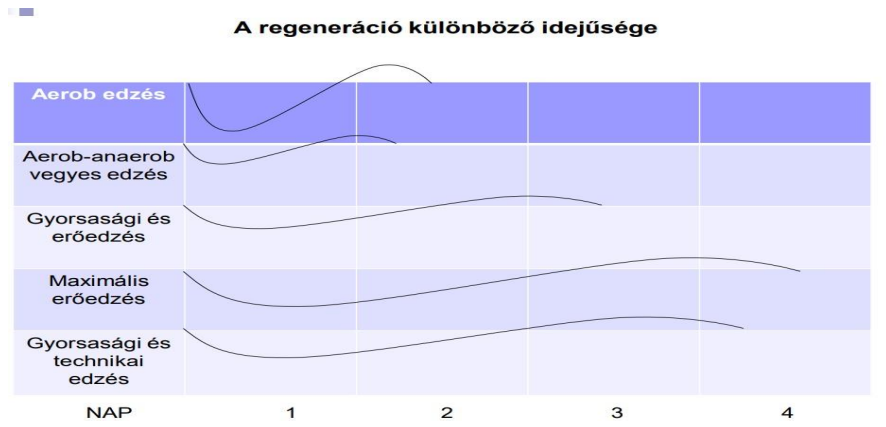 A regeneráció különböző idejűsége
Aerob edzés
Aerob-anaerob
vegyes edzés
Gyorsasági és
erőedzés
Maximális
erőedzés
Gyorsasági és
technikai
edzés
NAP 1 2 3 4